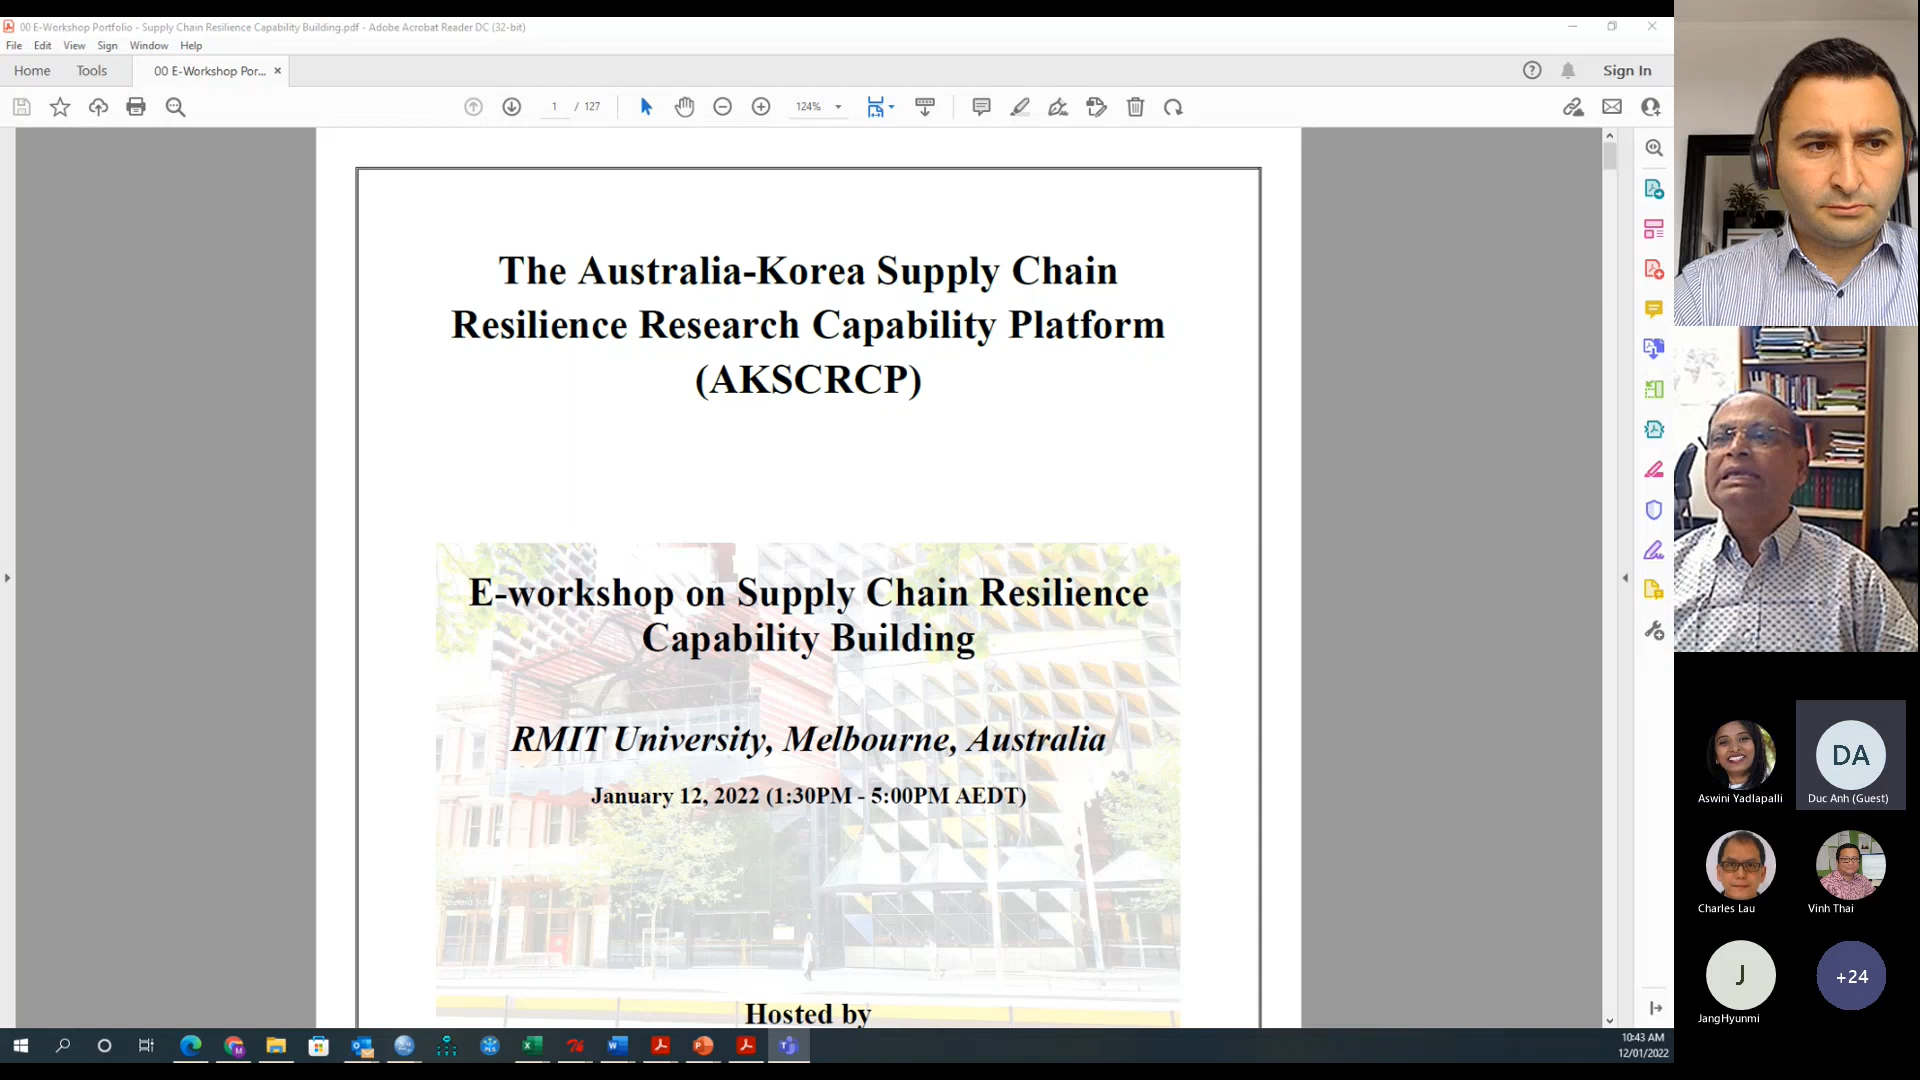 00 E-Workshop Portfolio - Supply Chain Resilience Capability Building.pdf - Adobe Acrobat Reader DC (32-bit)
File Edit View Sign Window Help
Home Tools 00 E-Workshop Por... × Sign In
1 / 127 124%
The Australia-Korea Supply Chain
Resilience Research Capability Platform
(AKSCRCP)
E-workshop on Supply Chain Resilience
Capability Building
RMIT University, Melbourne, Australia
January 12, 2022 (1:30PM - 5:00PM AEDT)
Hosted by
DA
Aswini Yadlapalli Duc Anh (Guest)
Charles Lau Vinh Thai
J +24
JangHyunmi
10:43 AM
12/01/2022